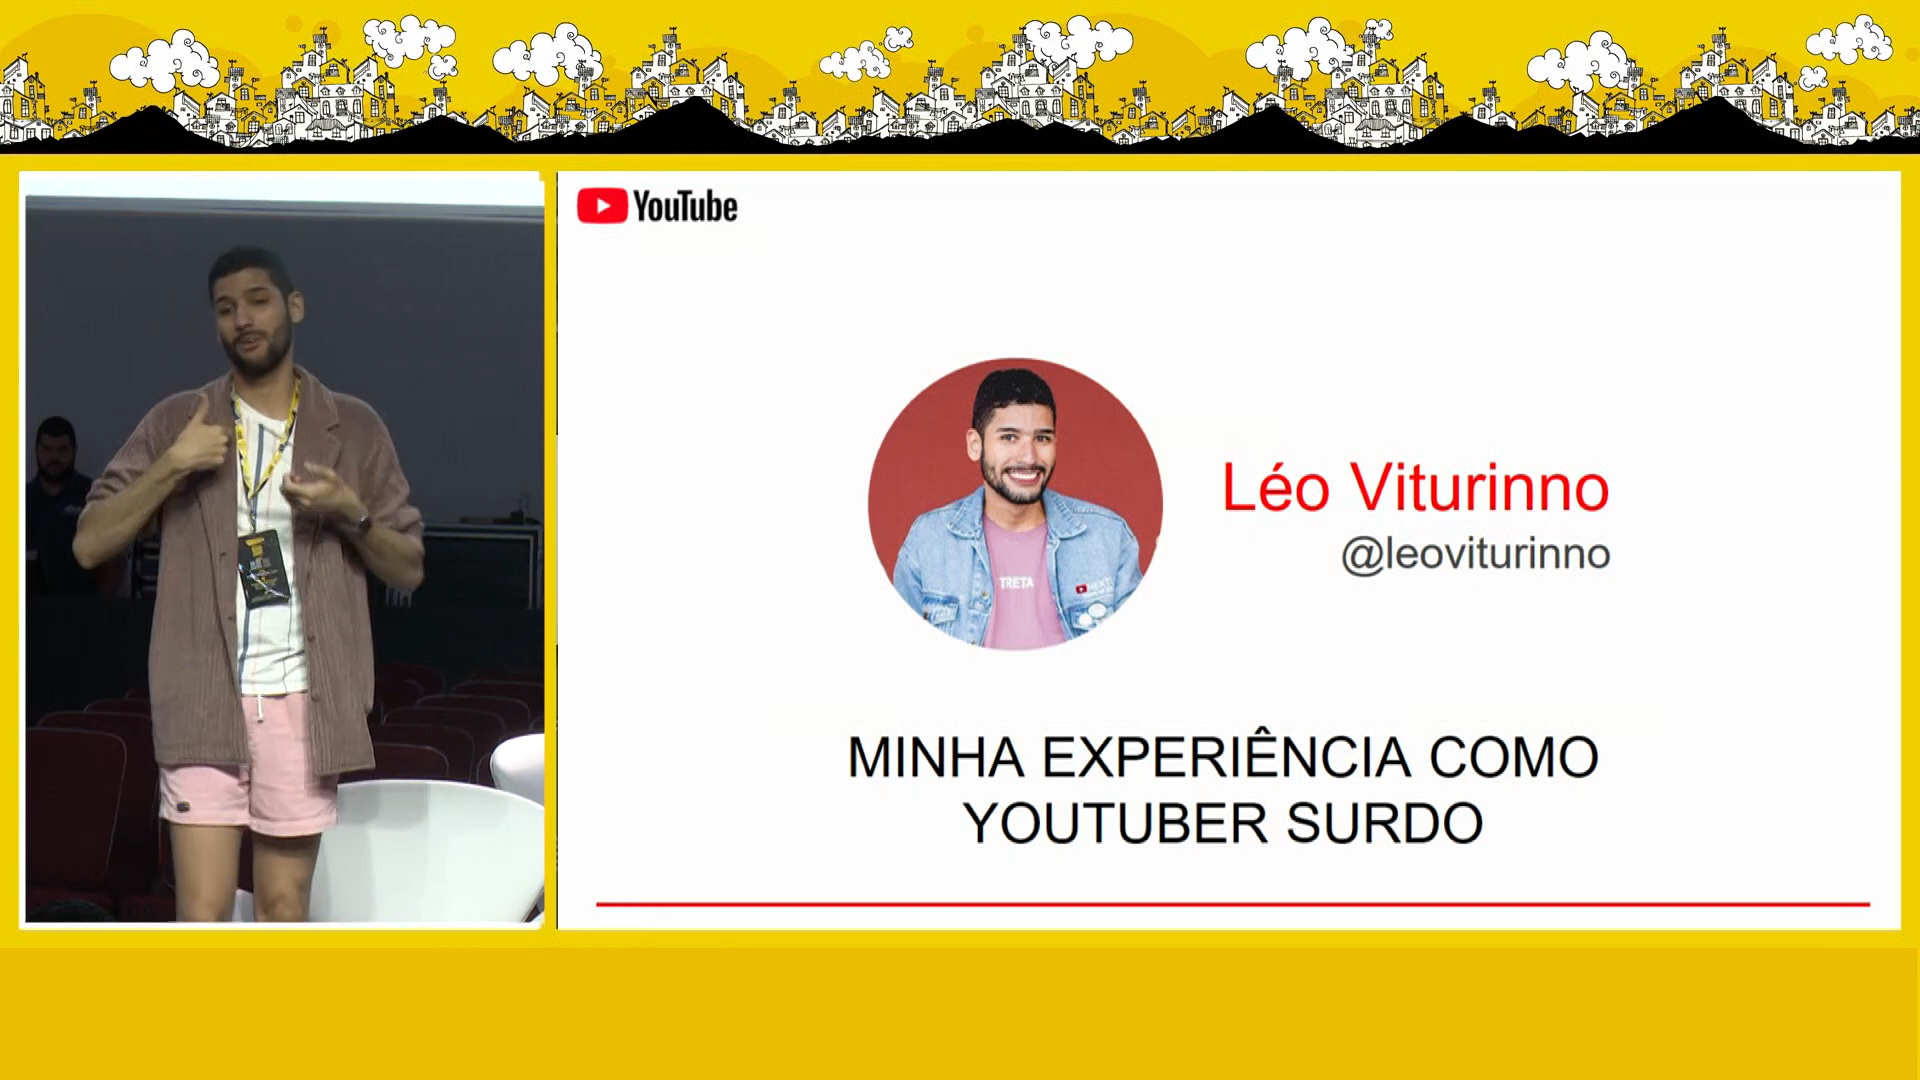 YouTube
Léo Viturinno
@leoviturinno
TRETA
MINHA EXPERIÊNCIA COMO
YOUTUBER SURDO